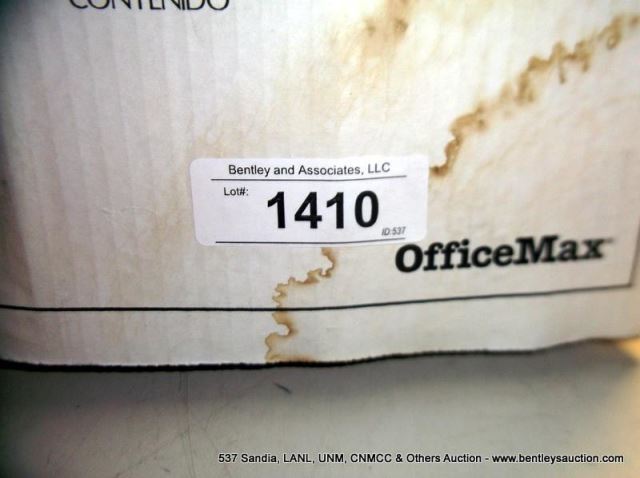 CONTENIDO
Bentley and Associates, LLC
Lot#:
1410
ID:537
OfficeMax
537 Sandia, LANL, UNM, CNMCC & Others Auction - www.bentleysauction.com